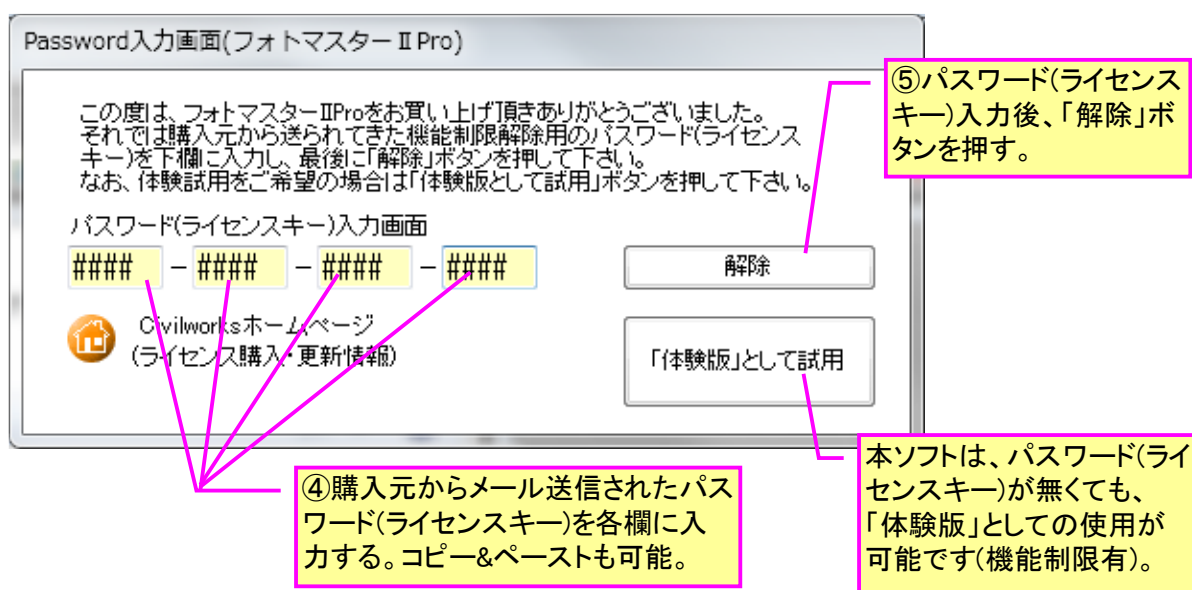 Password入力画面(フォトマスターⅡPro)
この度は、フォトマスターⅡProをお買い上げ頂きありがとうございました。
それでは購入元から送られてきた機能制限解除用のパスワード(ライセンス
キー)を下欄に入力し、最後に「解除」ボタンを押して下さい。
なお、体験試用をご希望の場合は「体験版として試用」ボタンを押して下さい。
⑤パスワード(ライセンス
キー)入力後、「解除」ボ
タンを押す。
パスワード(ライセンスキー)入力画面
#### - #### - #### - ####
解除
Civilworksホームページ
(ライセンス購入・更新情報)
「体験版」として試用
④購入元からメール送信されたパス
ワード(ライセンスキー)を各欄に入
力する。コピー&ペーストも可能。
本ソフトは、パスワード(ライ
センスキー)が無くても、
「体験版」としての使用が
可能です(機能制限有)。